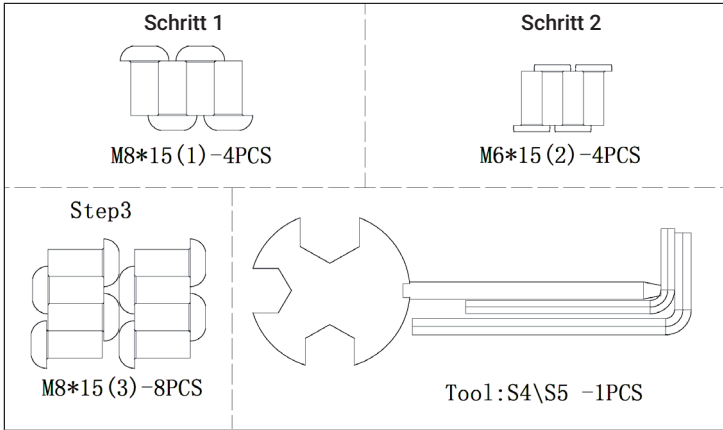 Schritt 1
M8*15(1)-4PCS
Schritt 2
M6*15(2)-4PCS
Step3
M8*15(3)-8PCS
Tool:S4\S5 -1PCS